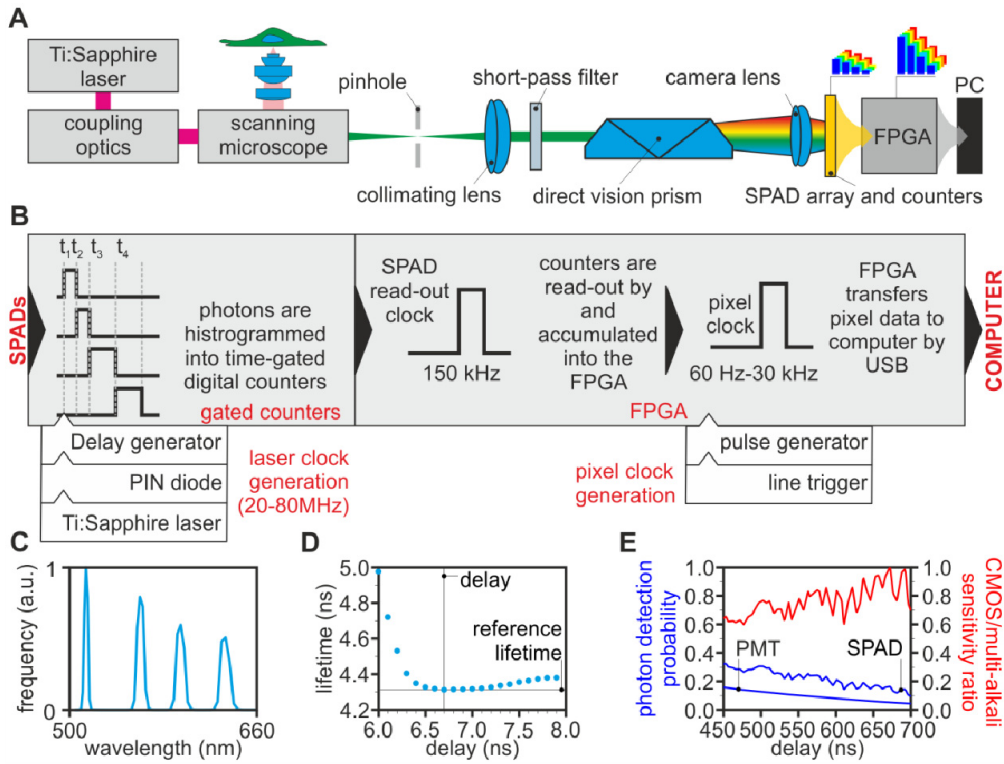 A
Ti:Sapphire
laser
coupling
optics
scanning
microscope
pinhole
collimating lens
short-pass filter
direct vision prism
camera lens
SPAD array and counters
FPGA
PC
B
SPADs
t1 t2 t3 t4
photons are
histrogrammed
into time-gated
digital counters
gated counters
SPAD
read-out
clock
150 kHz
counters are
read-out by
and
accumulated
into the
FPGA
FPGA
pixel
clock
60 Hz-30 kHz
FPGA
transfers
pixel data to
computer by
USB
COMPUTER
Delay generator
PIN diode
Ti:Sapphire laser
laser clock
generation
(20-80MHz)
pixel clock
generation
pulse generator
line trigger
C
frequency (a.u.)
1
0
500
660
wavelength (nm)
D
lifetime (ns)
5.0
4.8
4.6
4.4
4.2
6.0 6.5 7.0 7.5 8.0
delay (ns)
delay
reference
lifetime
E
photon detection
probability
1.0
0.8
0.6
0.4
0.2
0.0
PMT
SPAD
450 500 550 600 650 700
delay (ns)
1.0
0.8
0.6
0.4
0.2
0.0
CMOS/multi-alkali
sensitivity ratio